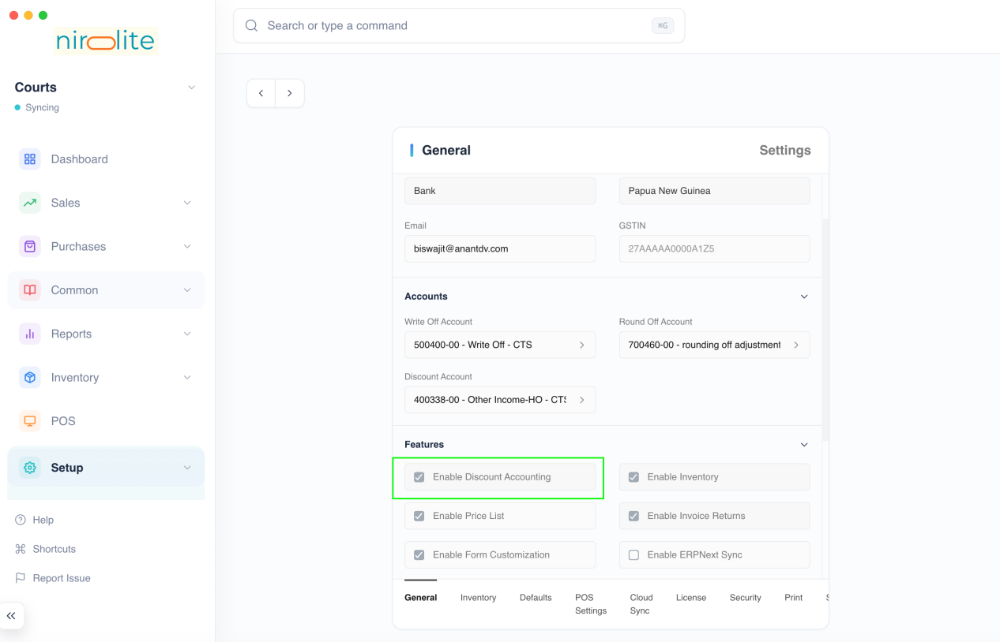 nirolite
Search or type a command
⌘G
Courts
Syncing
Dashboard
Sales
Purchases
Common
Reports
Inventory
POS
Setup
Help
Shortcuts
Report Issue
General
Settings
Bank
Papua New Guinea
Email
GSTIN
biswajit@anantdv.com
27AAAAA0000A1Z5
Accounts
Write Off Account
Round Off Account
500400-00 - Write Off - CTS
700460-00 - rounding off adjustment
Discount Account
400338-00 - Other Income-HO - CTS
Features
Enable Discount Accounting
Enable Inventory
Enable Price List
Enable Invoice Returns
Enable Form Customization
Enable ERPNext Sync
General
Inventory
Defaults
POS
Settings
Cloud
Sync
License
Security
Print